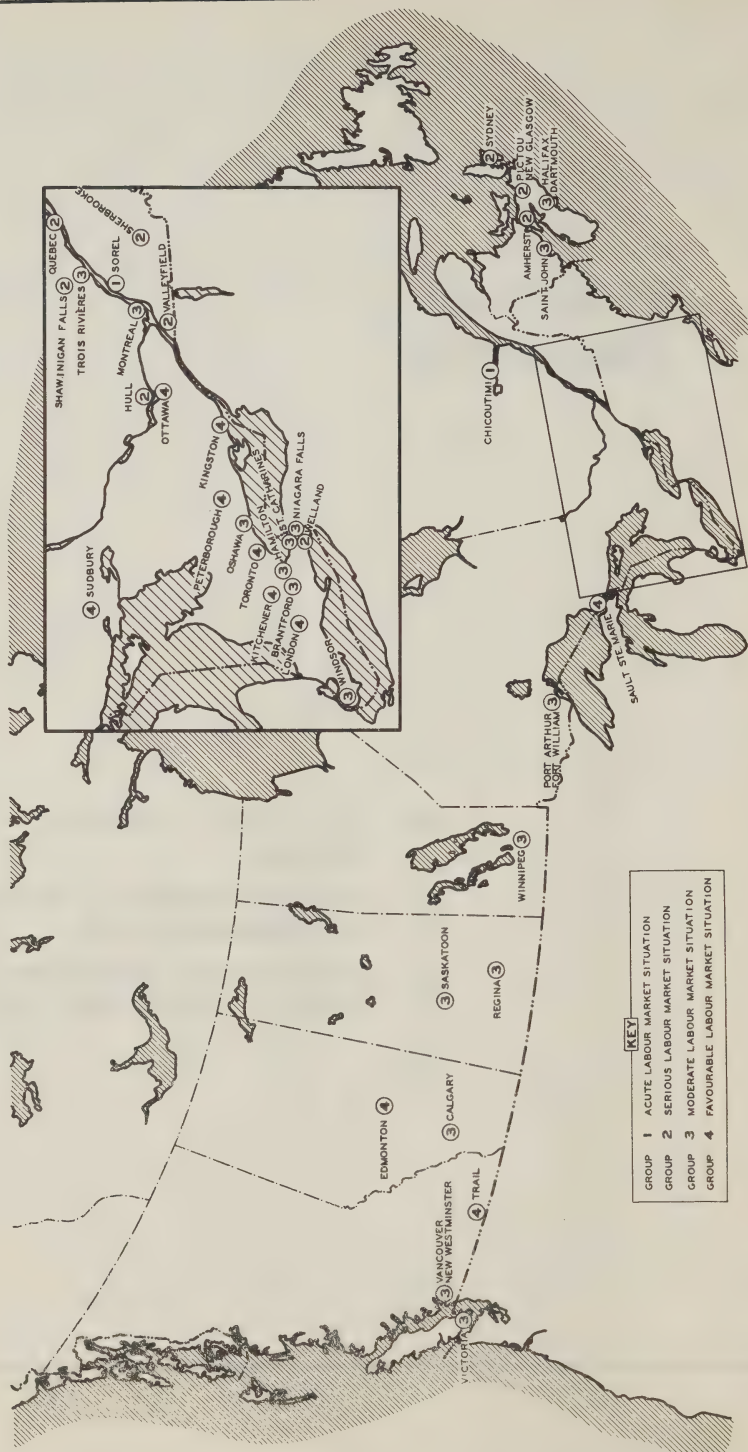 VICTORIA 3
3 VANCOUVER
NEW WESTMINSTER
4 TRAIL
EDMONTON 4
3 CALGARY
3 SASKATOON
REGINA 3
WINNIPEG 3
PORT ARTHUR 3
FORT WILLIAM
SAULT STE MARIE 4
CHICOUTIMI 1
2 SYDNEY
2 PICTOU
NEW GLASGOW
AMHERST 2
3 HALIFAX
DARTMOUTH
SAINT JOHN 3
4 SUDBURY
QUEBEC 2
SHAWINIGAN FALLS 2
TROIS RIVIÈRES 3
1 SOREL
SHERBROOKE
2
MONTREAL 3
2 VALLEYFIELD
HULL 2
OTTAWA 4
KINGSTON 4
PETERBOROUGH 4
OSHAWA 3
TORONTO 4
HAMILTON 3
ST. CATHARINES 3
3 NIAGARA FALLS
2 WELLAND
KITCHENER 4
BRANTFORD 3
LONDON 4
WINDSOR
3
KEY
GROUP 1 ACUTE LABOUR MARKET SITUATION
GROUP 2 SERIOUS LABOUR MARKET SITUATION
GROUP 3 MODERATE LABOUR MARKET SITUATION
GROUP 4 FAVOURABLE LABOUR MARKET SITUATION